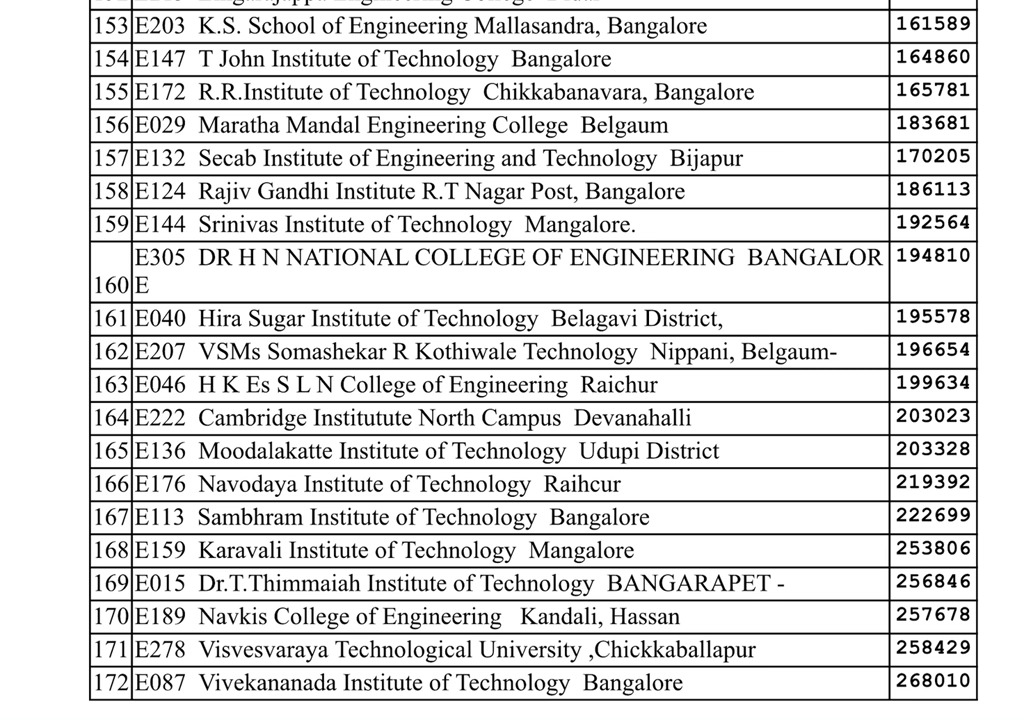 153 E203 K.S. School of Engineering Mallasandra, Bangalore 161589
154 E147 T John Institute of Technology Bangalore 164860
155 E172 R.R.Institute of Technology Chikkabanavara, Bangalore 165781
156 E029 Maratha Mandal Engineering College Belgaum 183681
157 E132 Secab Institute of Engineering and Technology Bijapur 170205
158 E124 Rajiv Gandhi Institute R.T Nagar Post, Bangalore 186113
159 E144 Srinivas Institute of Technology Mangalore. 192564
E305 DR H N NATIONAL COLLEGE OF ENGINEERING BANGALOR 194810
160 E
161 E040 Hira Sugar Institute of Technology Belagavi District, 195578
162 E207 VSMs Somashekar R Kothiwale Technology Nippani, Belgaum- 196654
163 E046 H K Es S L N College of Engineering Raichur 199634
164 E222 Cambridge Institutute North Campus Devanahalli 203023
165 E136 Moodalakatte Institute of Technology Udupi District 203328
166 E176 Navodaya Institute of Technology Raihcur 219392
167 E113 Sambhram Institute of Technology Bangalore 222699
168 E159 Karavali Institute of Technology Mangalore 253806
169 E015 Dr.T.Thimmaiah Institute of Technology BANGARAPET - 256846
170 E189 Navkis College of Engineering Kandali, Hassan 257678
171 E278 Visvesvaraya Technological University ,Chickkaballapur 258429
172 E087 Vivekananada Institute of Technology Bangalore 268010